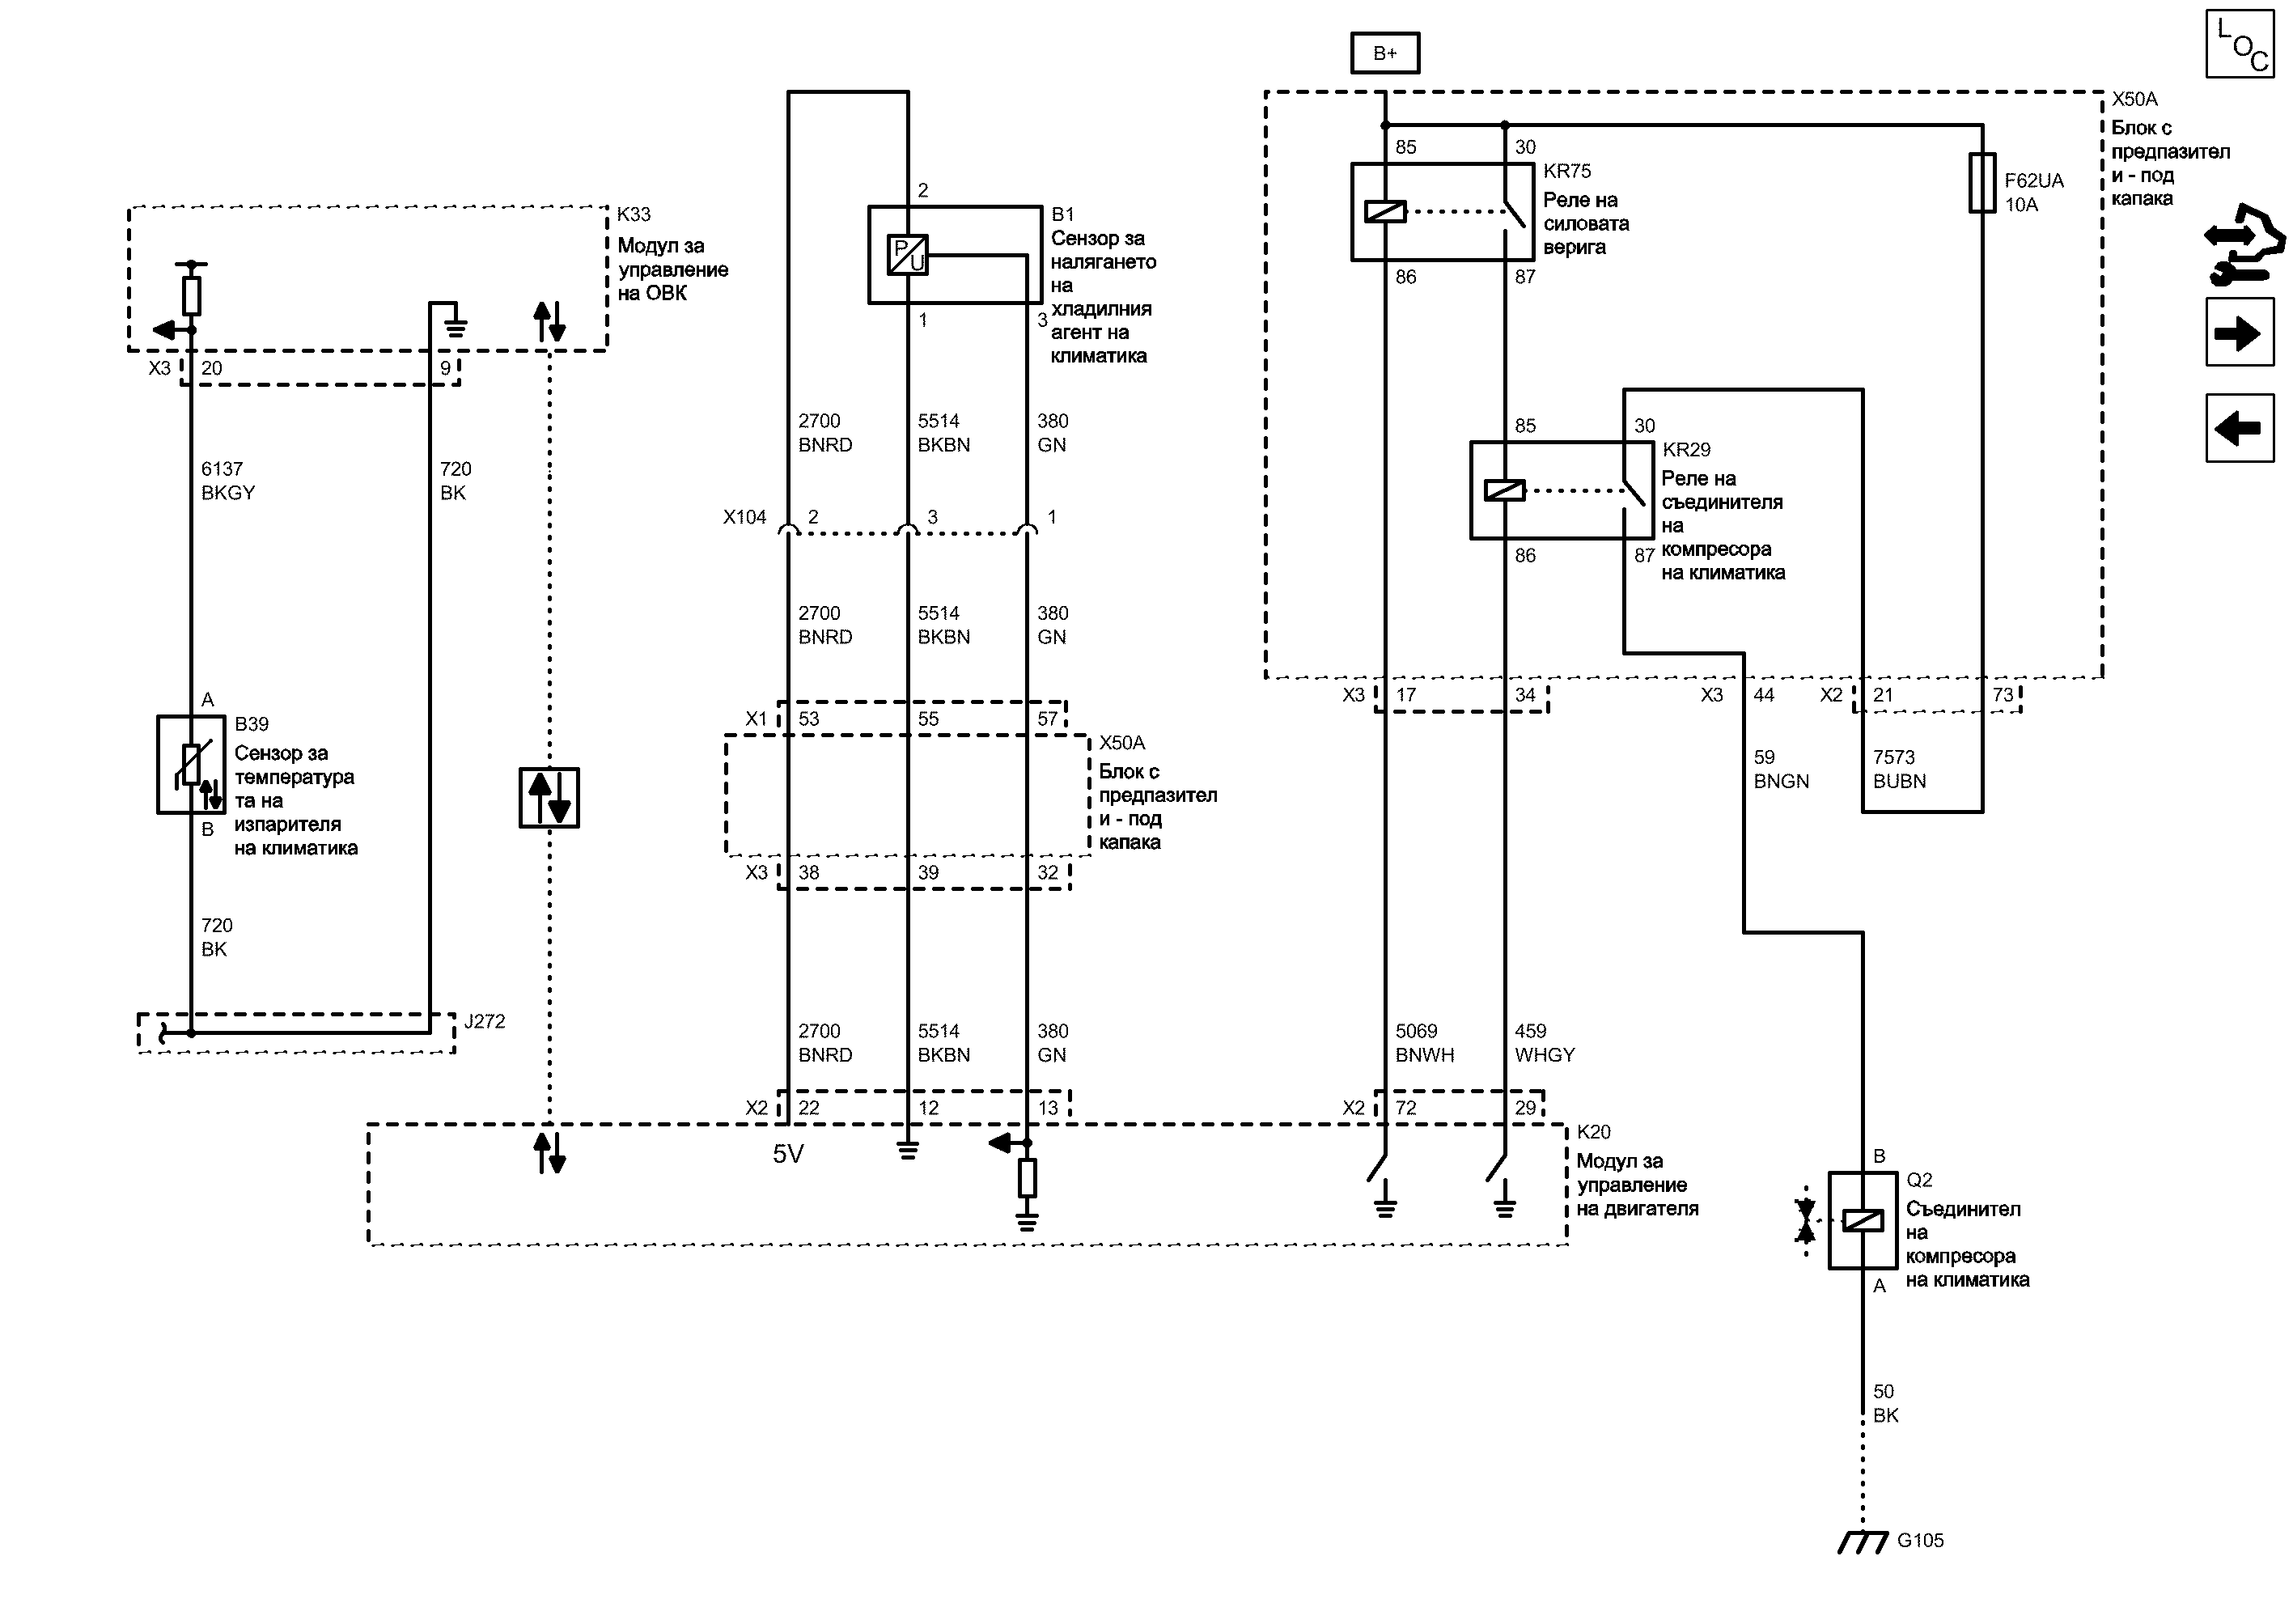 LOC
B+
X50A
Блок с
предпазител
и - под
капака
85
30
KR75
Реле на
силовата
верига
F62UA
10A
86
87
K33
Модул за
управление
на ОВК
X3
20
9
6137
BKGY
720
BK
A
B39
Сензор за
температура
та на
изпарителя
на климатика
B
720
BK
J272
2
B1
Сензор за
налягането
на
хладилния
агент на
климатика
P
U
1
3
2700
BNRD
5514
BKBN
380
GN
X104
2
3
1
2700
BNRD
5514
BKBN
380
GN
X1
53
55
57
X50A
Блок с
предпазител
и - под
капака
X3
38
39
32
2700
BNRD
5514
BKBN
380
GN
X2
22
12
13
5V
85
30
KR29
Реле на
съединителя
на
компресора
на климатика
86
87
X3
17
34
X3
44
X2
21
73
59
BNGN
7573
BUBN
5069
BNWH
459
WHGY
X2
72
29
K20
Модул за
управление
на двигателя
B
Q2
Съединител
на
компресора
на климатика
A
50
BK
G105